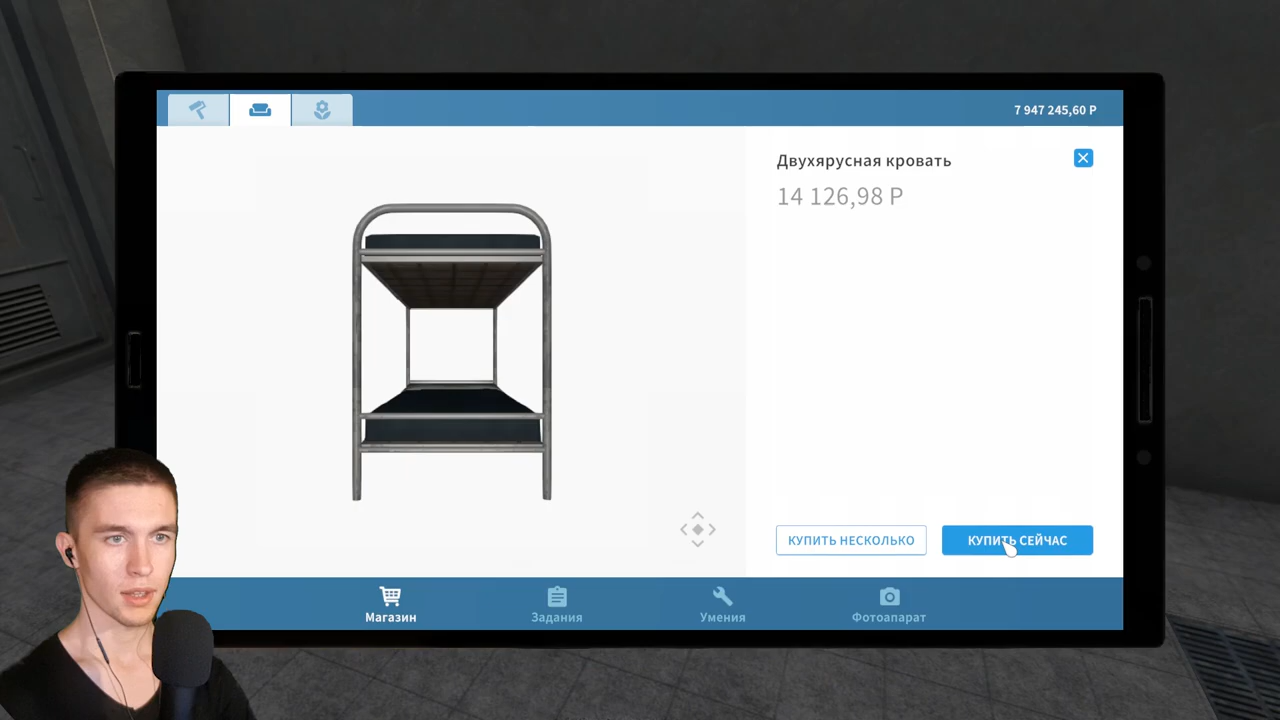 7 947 245,60 Р
Двухярусная кровать
14 126,98 Р
КУПИТЬ НЕСКОЛЬКО
КУПИТЬ СЕЙЧАС
Магазин
Задания
Умения
Фотоапарат